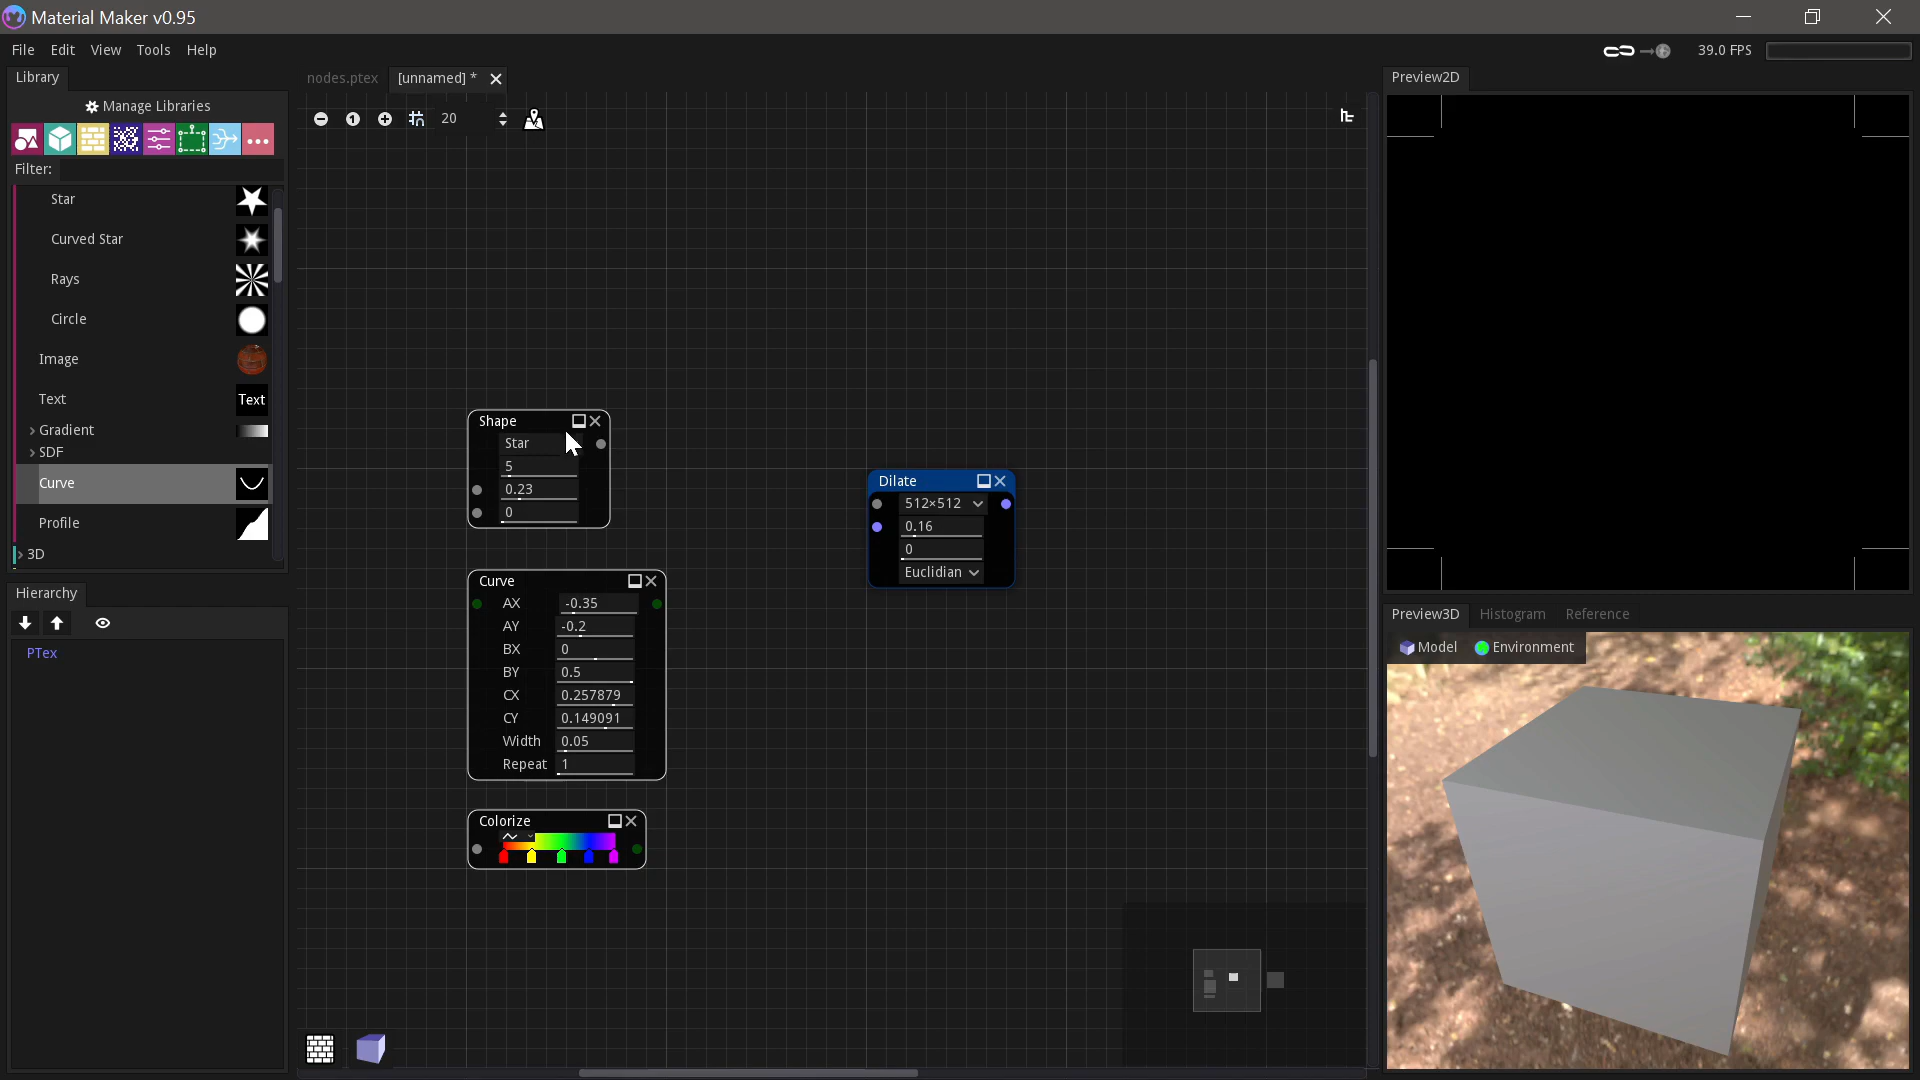 Material Maker v0.95
File Edit View Tools Help
39.0 FPS
Library
Manage Libraries
Filter:
Star
Curved Star
Rays
Circle
Image
Text
Text
Gradient
SDF
Curve
Profile
3D
Hierarchy
PTex
nodes.ptex [unnamed] *
1
20
Shape
Star
5
0.23
0
Curve
AX -0.35
AY -0.2
BX 0
BY 0.5
CX 0.257879
CY 0.149091
Width 0.05
Repeat 1
Colorize
Dilate
512×512
0.16
0
Euclidian
Preview2D
Preview3D Histogram Reference
Model Environment